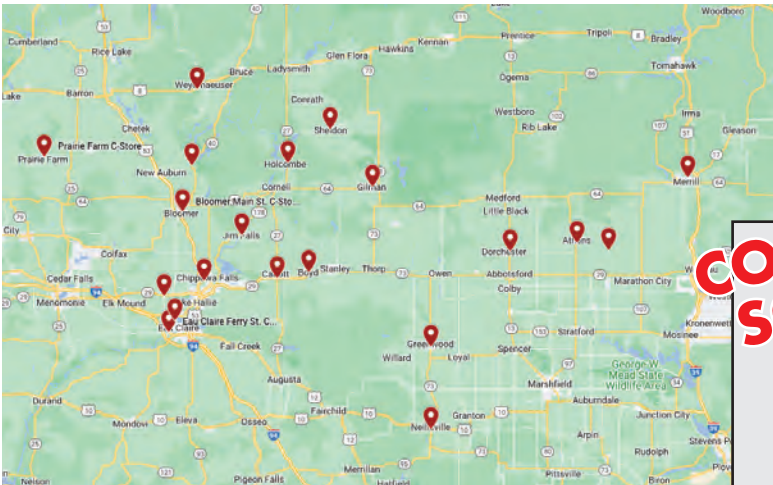 Woodboro
Cumberland
Rice Lake
Glen Flora
Hawkins
Kennan
Prentice
Tripoli
Bradley
Tomahawk
Weyerhaeuser
Bruce
Ladysmith
Ogema
Lake
Barron
Conrath
Sheldon
Westboro
Rib Lake
Irma
Gleason
Chetek
Prairie Farm C-Store
Prairie Farm
New Auburn
Holcombe
Cornell
Gilman
Merrill
Medford
Little Black
Bloomer Main St. C-Sto...
Bloomer
Jim Falls
Dorchester
Athens
City
Colfax
Cedar Falls
Chippewa Falls
Cadott
Boyd
Stanley
Thorp
Owen
Abbotsford
Colby
Marathon City
Menomonie
Elk Mound
Lake Hallie
Eau Claire Ferry St. C...
Eau Claire
Fall Creek
Greenwood
Willard
Loyal
Spencer
Stratford
Mosinee
Kronenwett
George W.
Mead State
Wildlife Area
Augusta
Marshfield
Auburndale
Durand
Mondovi
Eleva
Osseo
Fairchild
Neillsville
Granton
Junction City
Arpin
Rudolph
Stevens P
Plov
Nelson
Pigeon Falls
Merrillan
Hatfield
Pittsville
Biron
CO
S